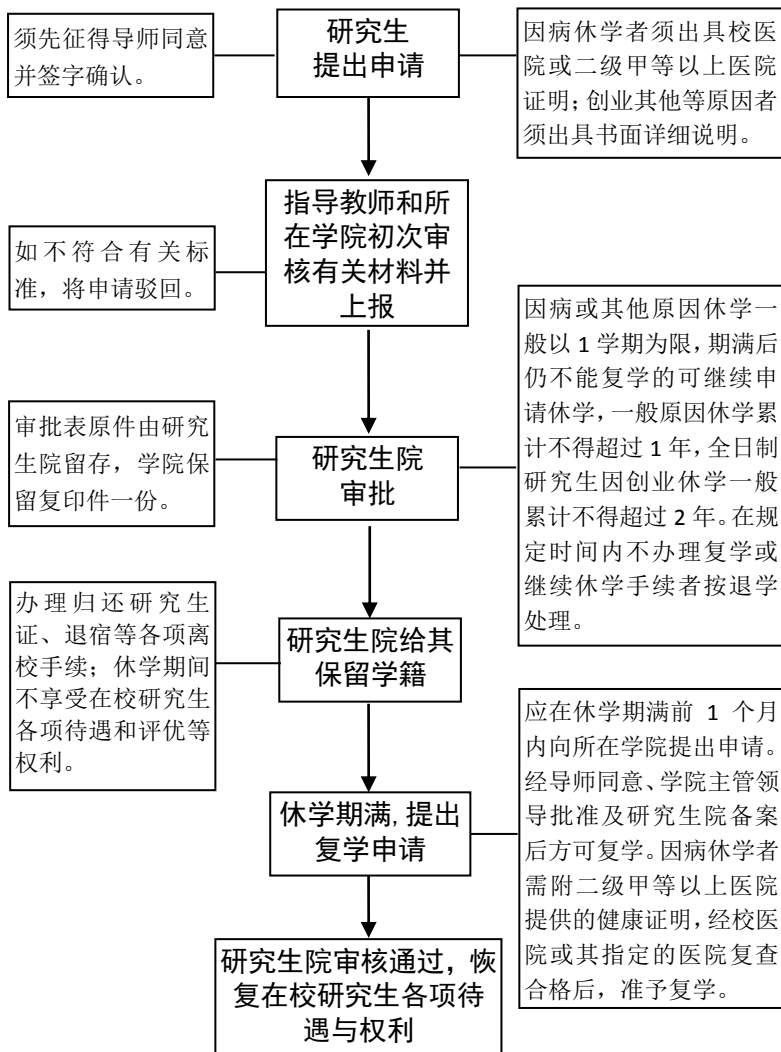 须先征得导师同意
并签字确认。
研究生
提出申请
因病休学者须出具校医
院或二级甲等以上医院
证明；创业其他等原因者
须出具书面详细说明。
指导教师和所
在学院初次审
核有关材料并
上报
如不符合有关标
准，将申请驳回。
因病或其他原因休学一
般以 1 学期为限，期满后
仍不能复学的可继续申
请休学，一般原因休学累
计不得超过 1 年，全日制
研究生因创业休学一般
累计不得超过 2 年。在规
定时间内不办理复学或
继续休学手续者按退学
处理。
审批表原件由研究
生院留存，学院保
留复印件一份。
研究生院
审批
办理归还研究生
证、退宿等各项离
校手续；休学期间
不享受在校研究生
各项待遇和评优等
权利。
研究生院给其
保留学籍
应在休学期满前 1 个月
内向所在学院提出申请。
经导师同意、学院主管领
导批准及研究生院备案
后方可复学。因病休学者
需附二级甲等以上医院
提供的健康证明，经校医
院或其指定的医院复查
合格后，准予复学。
休学期满，提出
复学申请
研究生院审核通过，恢
复在校研究生各项待
遇与权利